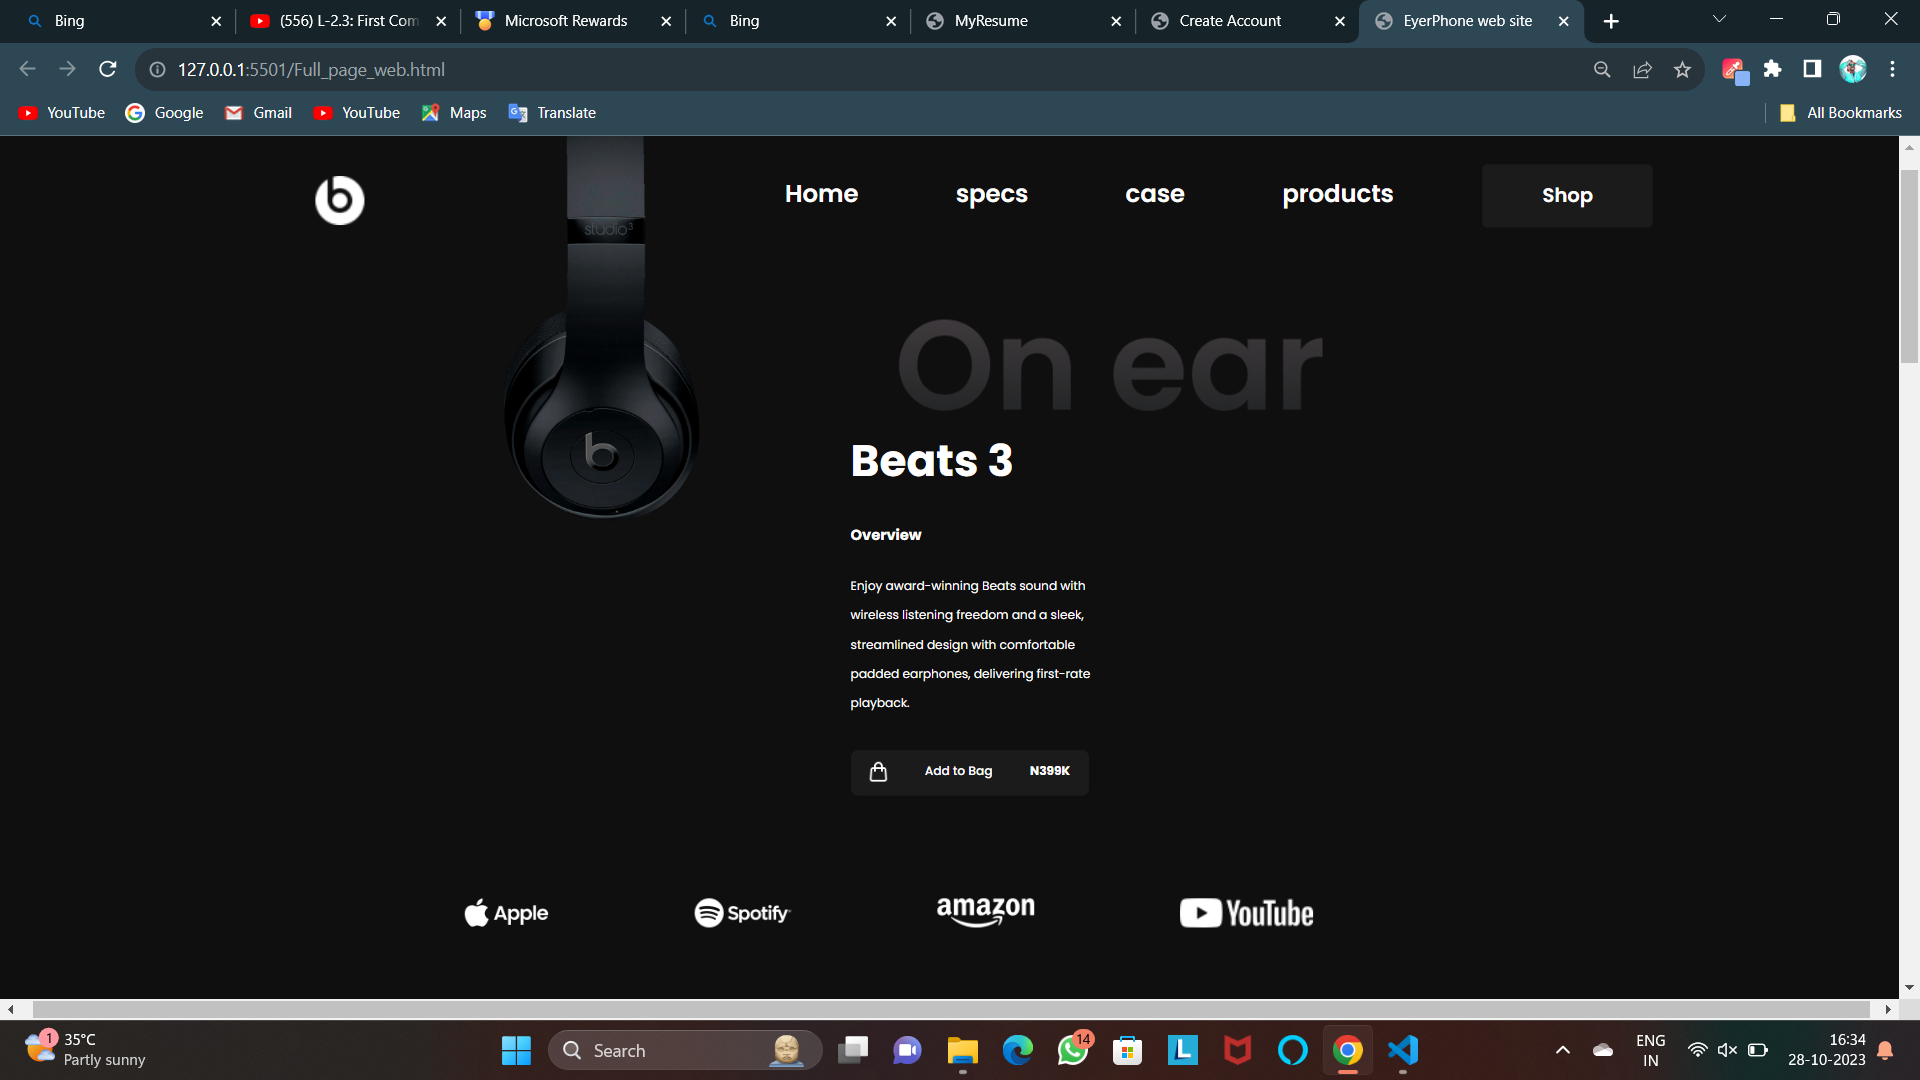 Bing
(556) L-2.3: First Com
Microsoft Rewards
Bing
MyResume
Create Account
EyerPhone web site
127.0.0.1:5501/Full_page_web.html
YouTube
Google
Gmail
YouTube
Maps
Translate
All Bookmarks
b
Home
specs
case
products
Shop
studio3
On ear
b
Beats 3
Overview
Enjoy award-winning Beats sound with
wireless listening freedom and a sleek,
streamlined design with comfortable
padded earphones, delivering first-rate
playback.
Add to Bag N399K
Apple
Spotify
amazon
YouTube
1
35°C
Partly sunny
Search
14
L
ENG
IN
16:34
28-10-2023